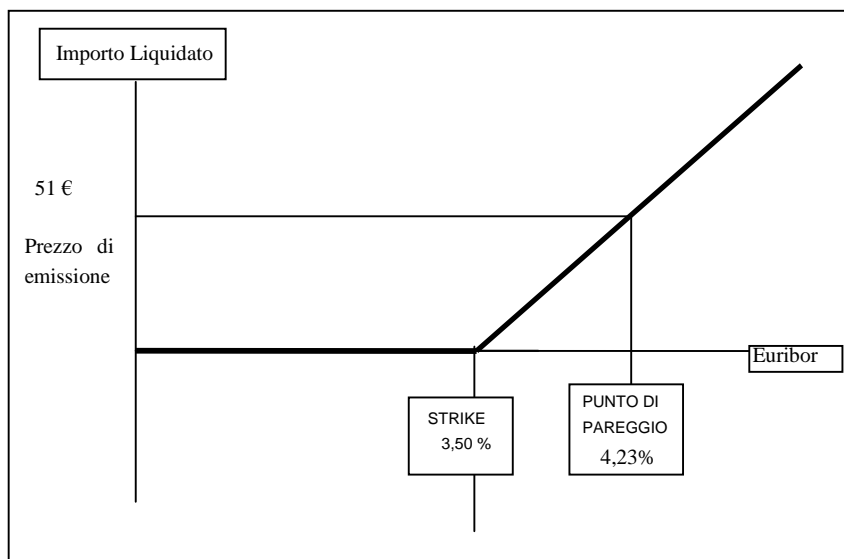 Importo Liquidato
51 €
Prezzo di
emissione
Euribor
STRIKE
3,50 %
PUNTO DI
PAREGGIO
4,23%